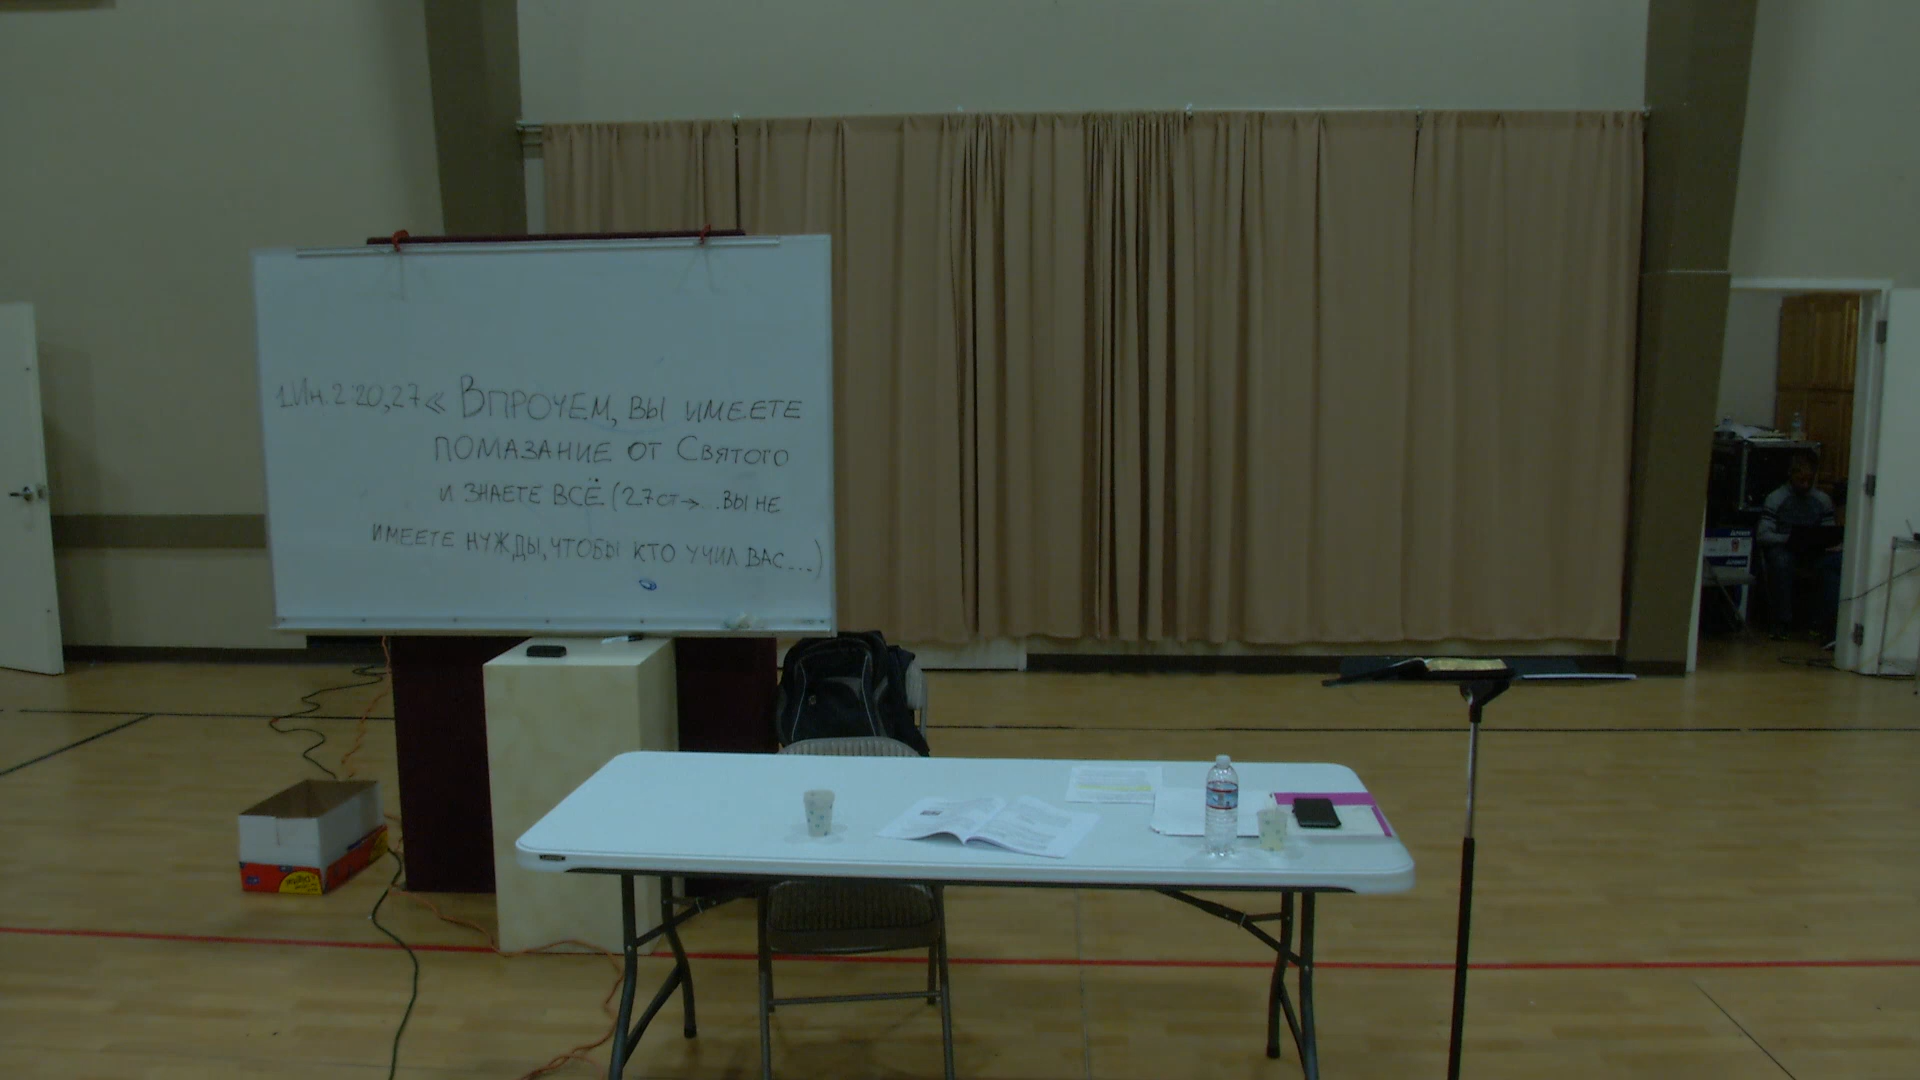 1Ин.2:20,27 « Впрочем, вы имеете
помазание от Святого
и знаете всё (27ст→...вы не
имеете нужды, чтобы кто учил вас...)